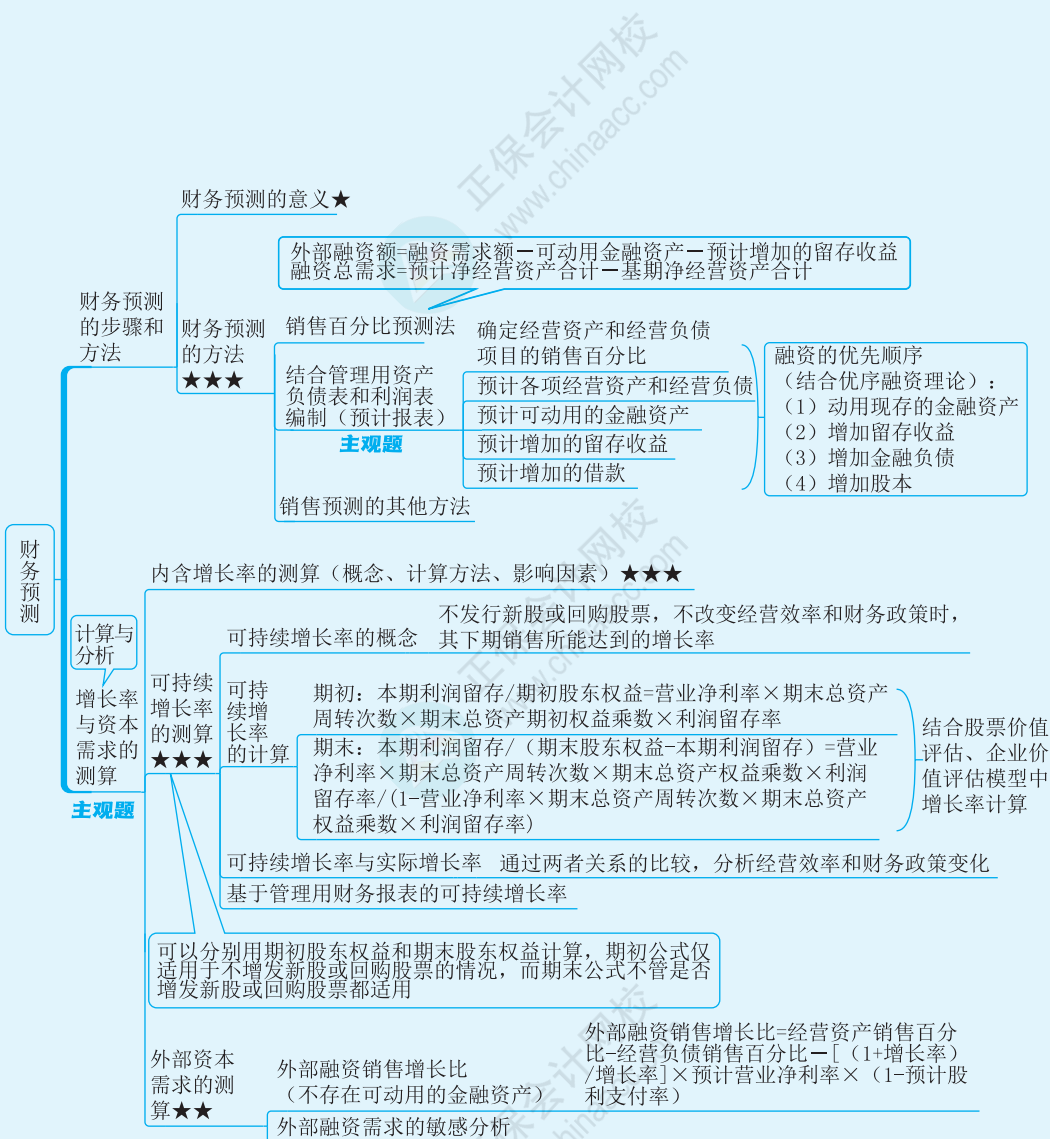 正保会计网校
www.chinaacc.com
财务预测的意义★
外部融资额=融资需求额—可动用金融资产—预计增加的留存收益
融资总需求=预计净经营资产合计—基期净经营资产合计
财务预测
的步骤和
方法
财务预测
的方法
★★★
销售百分比预测法
结合管理用资产
负债表和利润表
编制（预计报表）
主观题
确定经营资产和经营负债
项目的销售百分比
预计各项经营资产和经营负债
预计可动用的金融资产
预计增加的留存收益
预计增加的借款
融资的优先顺序
（结合优序融资理论）：
（1）动用现存的金融资产
（2）增加留存收益
（3）增加金融负债
（4）增加股本
销售预测的其他方法
财务预测
正保会计网校
www.chinaacc.com
内含增长率的测算（概念、计算方法、影响因素）★★★
计算与
分析
增长率
与资本
需求的
测算
主观题
可持续
增长率
的测算
★★★
可持续增长率的概念
不发行新股或回购股票，不改变经营效率和财务政策时，
其下期销售所能达到的增长率
可持
续增
长率
的计算
期初：本期利润留存/期初股东权益=营业净利率×期末总资产
周转次数×期末总资产期初权益乘数×利润留存率
期末：本期利润留存/（期末股东权益-本期利润留存）=营业
净利率×期末总资产周转次数×期末总资产权益乘数×利润
留存率/(1-营业净利率×期末总资产周转次数×期末总资产
权益乘数×利润留存率)
结合股票价值
评估、企业价
值评估模型中
增长率计算
可持续增长率与实际增长率
通过两者关系的比较，分析经营效率和财务政策变化
基于管理用财务报表的可持续增长率
可以分别用期初股东权益和期末股东权益计算，期初公式仅
适用于不增发新股或回购股票的情况，而期末公式不管是否
增发新股或回购股票都适用
外部资本
需求的测
算★★
外部融资销售增长比
（不存在可动用的金融资产）
外部融资销售增长比=经营资产销售百分
比-经营负债销售百分比—[（1+增长率）
/增长率]×预计营业净利率×（1-预计股
利支付率）
外部融资需求的敏感分析